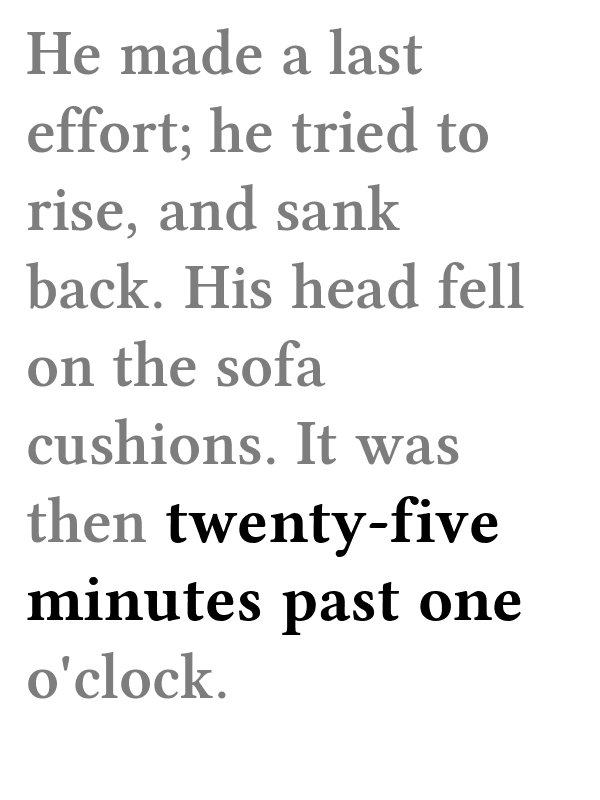 He made a last
effort; he tried to
rise, and sank
back. His head fell
on the sofa
cushions. It was
then twenty-five
minutes past one
o'clock.